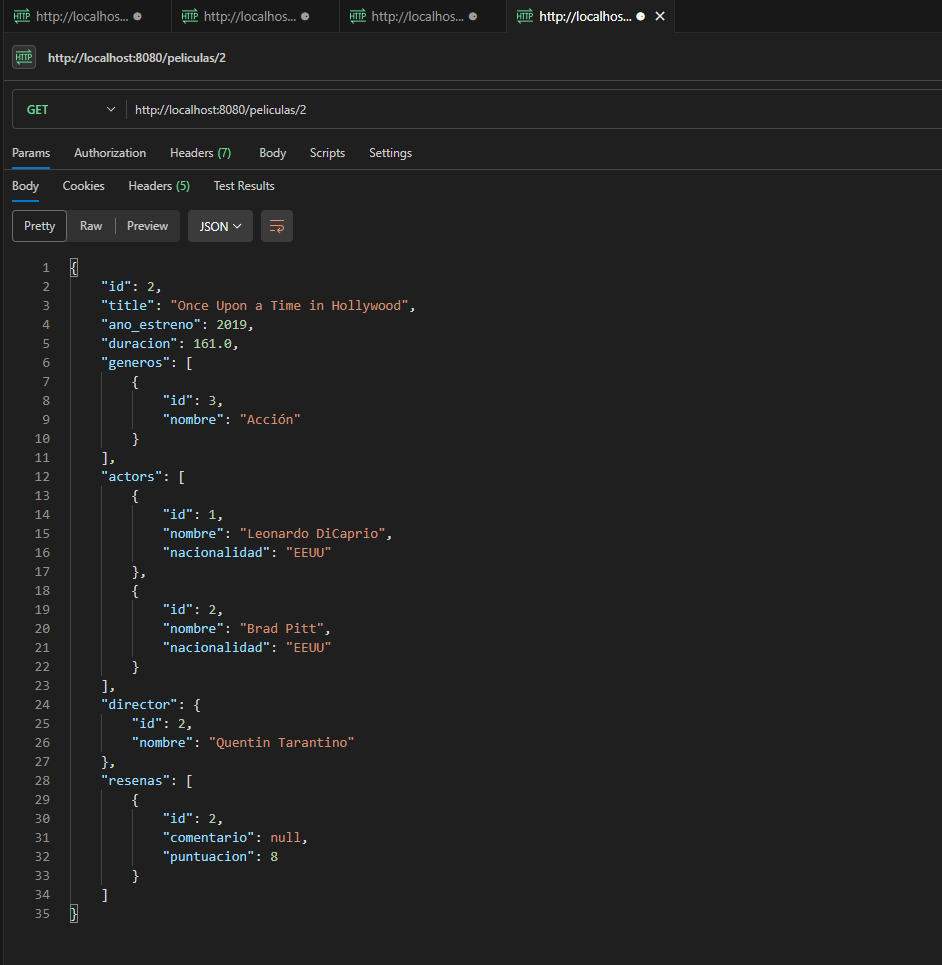 HTTP http://localhos... HTTP http://localhos... HTTP http://localhos... HTTP http://localhos...
HTTP http://localhost:8080/peliculas/2
GET http://localhost:8080/peliculas/2
Params Authorization Headers (7) Body Scripts Settings
Body Cookies Headers (5) Test Results
Pretty Raw Preview JSON
1 {
2 "id": 2,
3 "title": "Once Upon a Time in Hollywood",
4 "ano_estreno": 2019,
5 "duracion": 161.0,
6 "generos": [
7 {
8 "id": 3,
9 "nombre": "Acción"
10 }
11 ],
12 "actors": [
13 {
14 "id": 1,
15 "nombre": "Leonardo DiCaprio",
16 "nacionalidad": "EEUU"
17 },
18 {
19 "id": 2,
20 "nombre": "Brad Pitt",
21 "nacionalidad": "EEUU"
22 }
23 ],
24 "director": {
25 "id": 2,
26 "nombre": "Quentin Tarantino"
27 },
28 "resenas": [
29 {
30 "id": 2,
31 "comentario": null,
32 "puntuacion": 8
33 }
34 ]
35 }